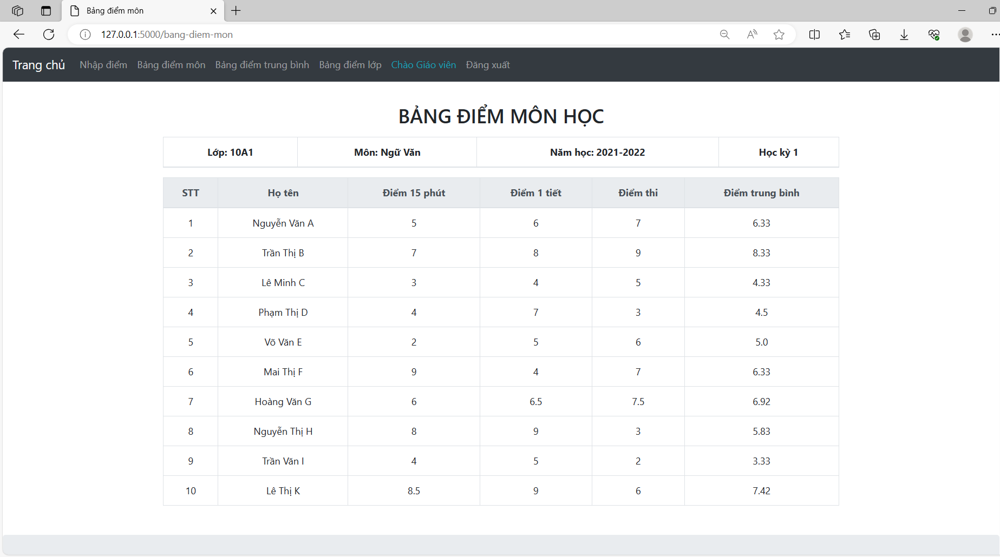 Bảng điểm môn
127.0.0.1:5000/bang-diem-mon
Trang chủ Nhập điểm Bảng điểm môn Bảng điểm trung bình Bảng điểm lớp Chào Giáo viên Đăng xuất
BẢNG ĐIỂM MÔN HỌC
Lớp: 10A1 Môn: Ngữ Văn Năm học: 2021-2022 Học kỳ 1
STT Họ tên Điểm 15 phút Điểm 1 tiết Điểm thi Điểm trung bình
1 Nguyễn Văn A 5 6 7 6.33
2 Trần Thị B 7 8 9 8.33
3 Lê Minh C 3 4 5 4.33
4 Phạm Thị D 4 7 3 4.5
5 Võ Văn E 2 5 6 5.0
6 Mai Thị F 9 4 7 6.33
7 Hoàng Văn G 6 6.5 7.5 6.92
8 Nguyễn Thị H 8 9 3 5.83
9 Trần Văn I 4 5 2 3.33
10 Lê Thị K 8.5 9 6 7.42